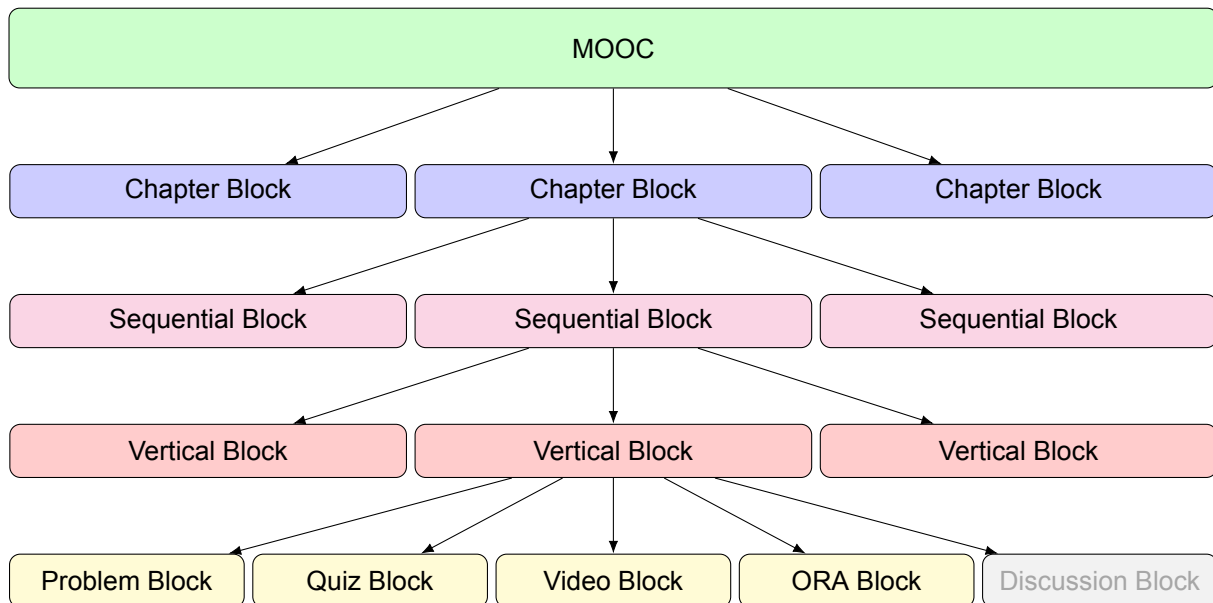 MOOC
Chapter Block
Chapter Block
Chapter Block
Sequential Block
Sequential Block
Sequential Block
Vertical Block
Vertical Block
Vertical Block
Problem Block
Quiz Block
Video Block
ORA Block
Discussion Block